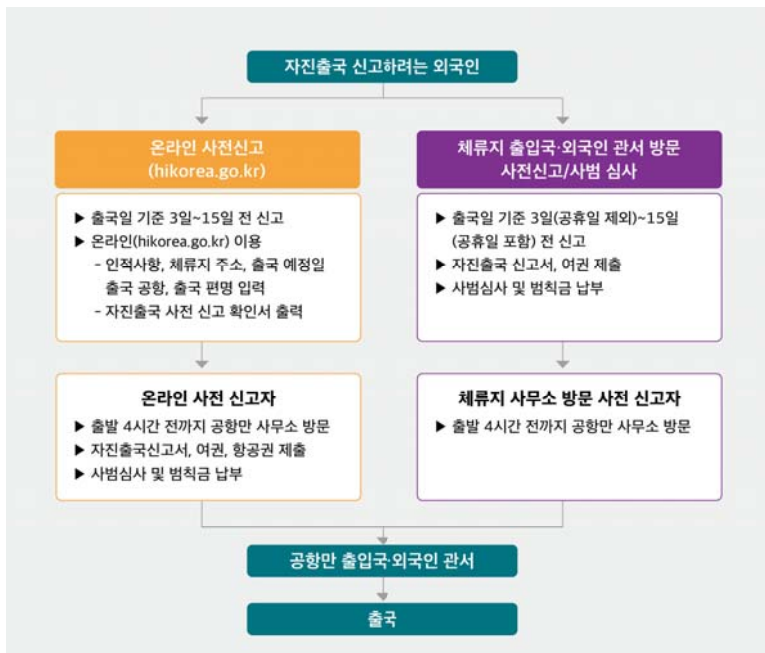 자진출국 신고하려는 외국인
온라인 사전신고
(hikorea.go.kr)
▶ 출국일 기준 3일~15일 전 신고
▶ 온라인(hikorea.go.kr) 이용
- 인적사항, 체류지 주소, 출국 예정일
출국 공항, 출국 편명 입력
- 자진출국 사전 신고 확인서 출력
체류지 출입국·외국인 관서 방문
사전신고/사범 심사
▶ 출국일 기준 3일(공휴일 제외)~15일
(공휴일 포함) 전 신고
▶ 자진출국 신고서, 여권 제출
▶ 사범심사 및 범칙금 납부
온라인 사전 신고자
▶ 출발 4시간 전까지 공항만 사무소 방문
▶ 자진출국신고서, 여권, 항공권 제출
▶ 사범심사 및 범칙금 납부
체류지 사무소 방문 사전 신고자
▶ 출발 4시간 전까지 공항만 사무소 방문
공항만 출입국·외국인 관서
출국